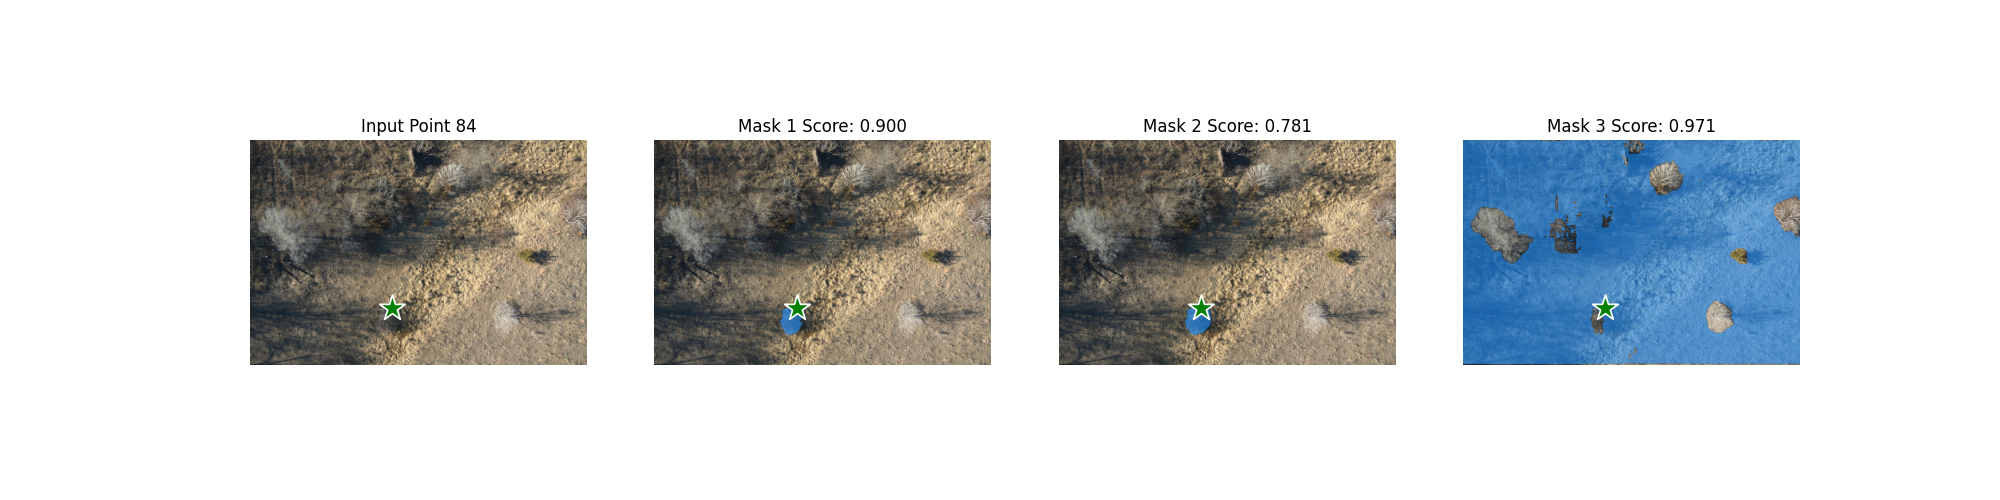 Input Point 84
Mask 1 Score: 0.900
Mask 2 Score: 0.781
Mask 3 Score: 0.971